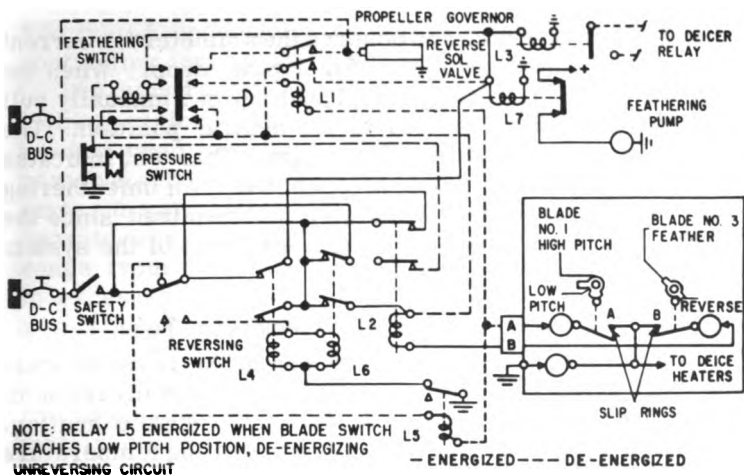 PROPELLER GOVERNOR
FEATHERING
SWITCH
REVERSE
SOL
VALVE
L3
TO DEICER
RELAY
L1
L7
FEATHERING
PUMP
D-C
BUS
PRESSURE
SWITCH
BLADE
NO. 1
HIGH PITCH
BLADE NO. 3
FEATHER
LOW
PITCH
A
B
REVERSE
D-C
BUS
SAFETY
SWITCH
L2
A
B
REVERSING
SWITCH
L4
L6
TO DEICE
HEATERS
SLIP RINGS
L5
NOTE: RELAY L5 ENERGIZED WHEN BLADE SWITCH
REACHES LOW PITCH POSITION, DE-ENERGIZING
UNREVERSING CIRCUIT
— ENERGIZED --- DE-ENERGIZED